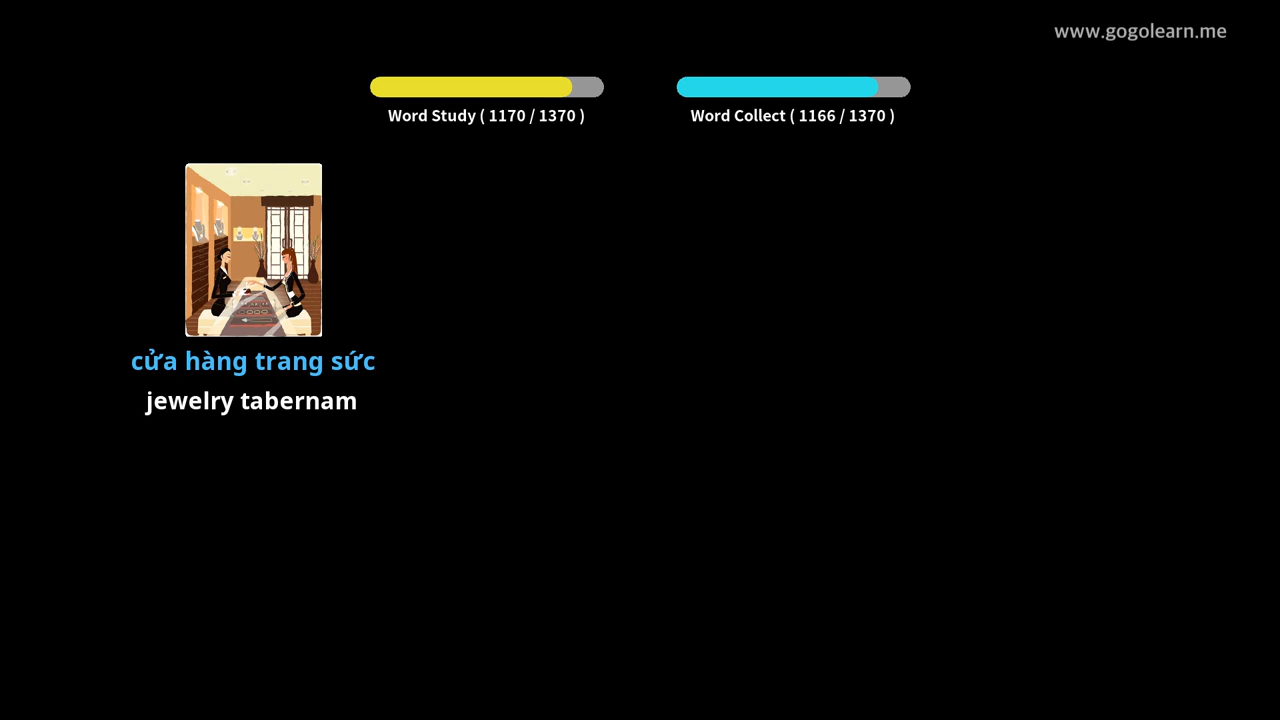 www.gogolearn.me
Word Study ( 1170 / 1370 )
Word Collect ( 1166 / 1370 )
cửa hàng trang sức
jewelry tabernam